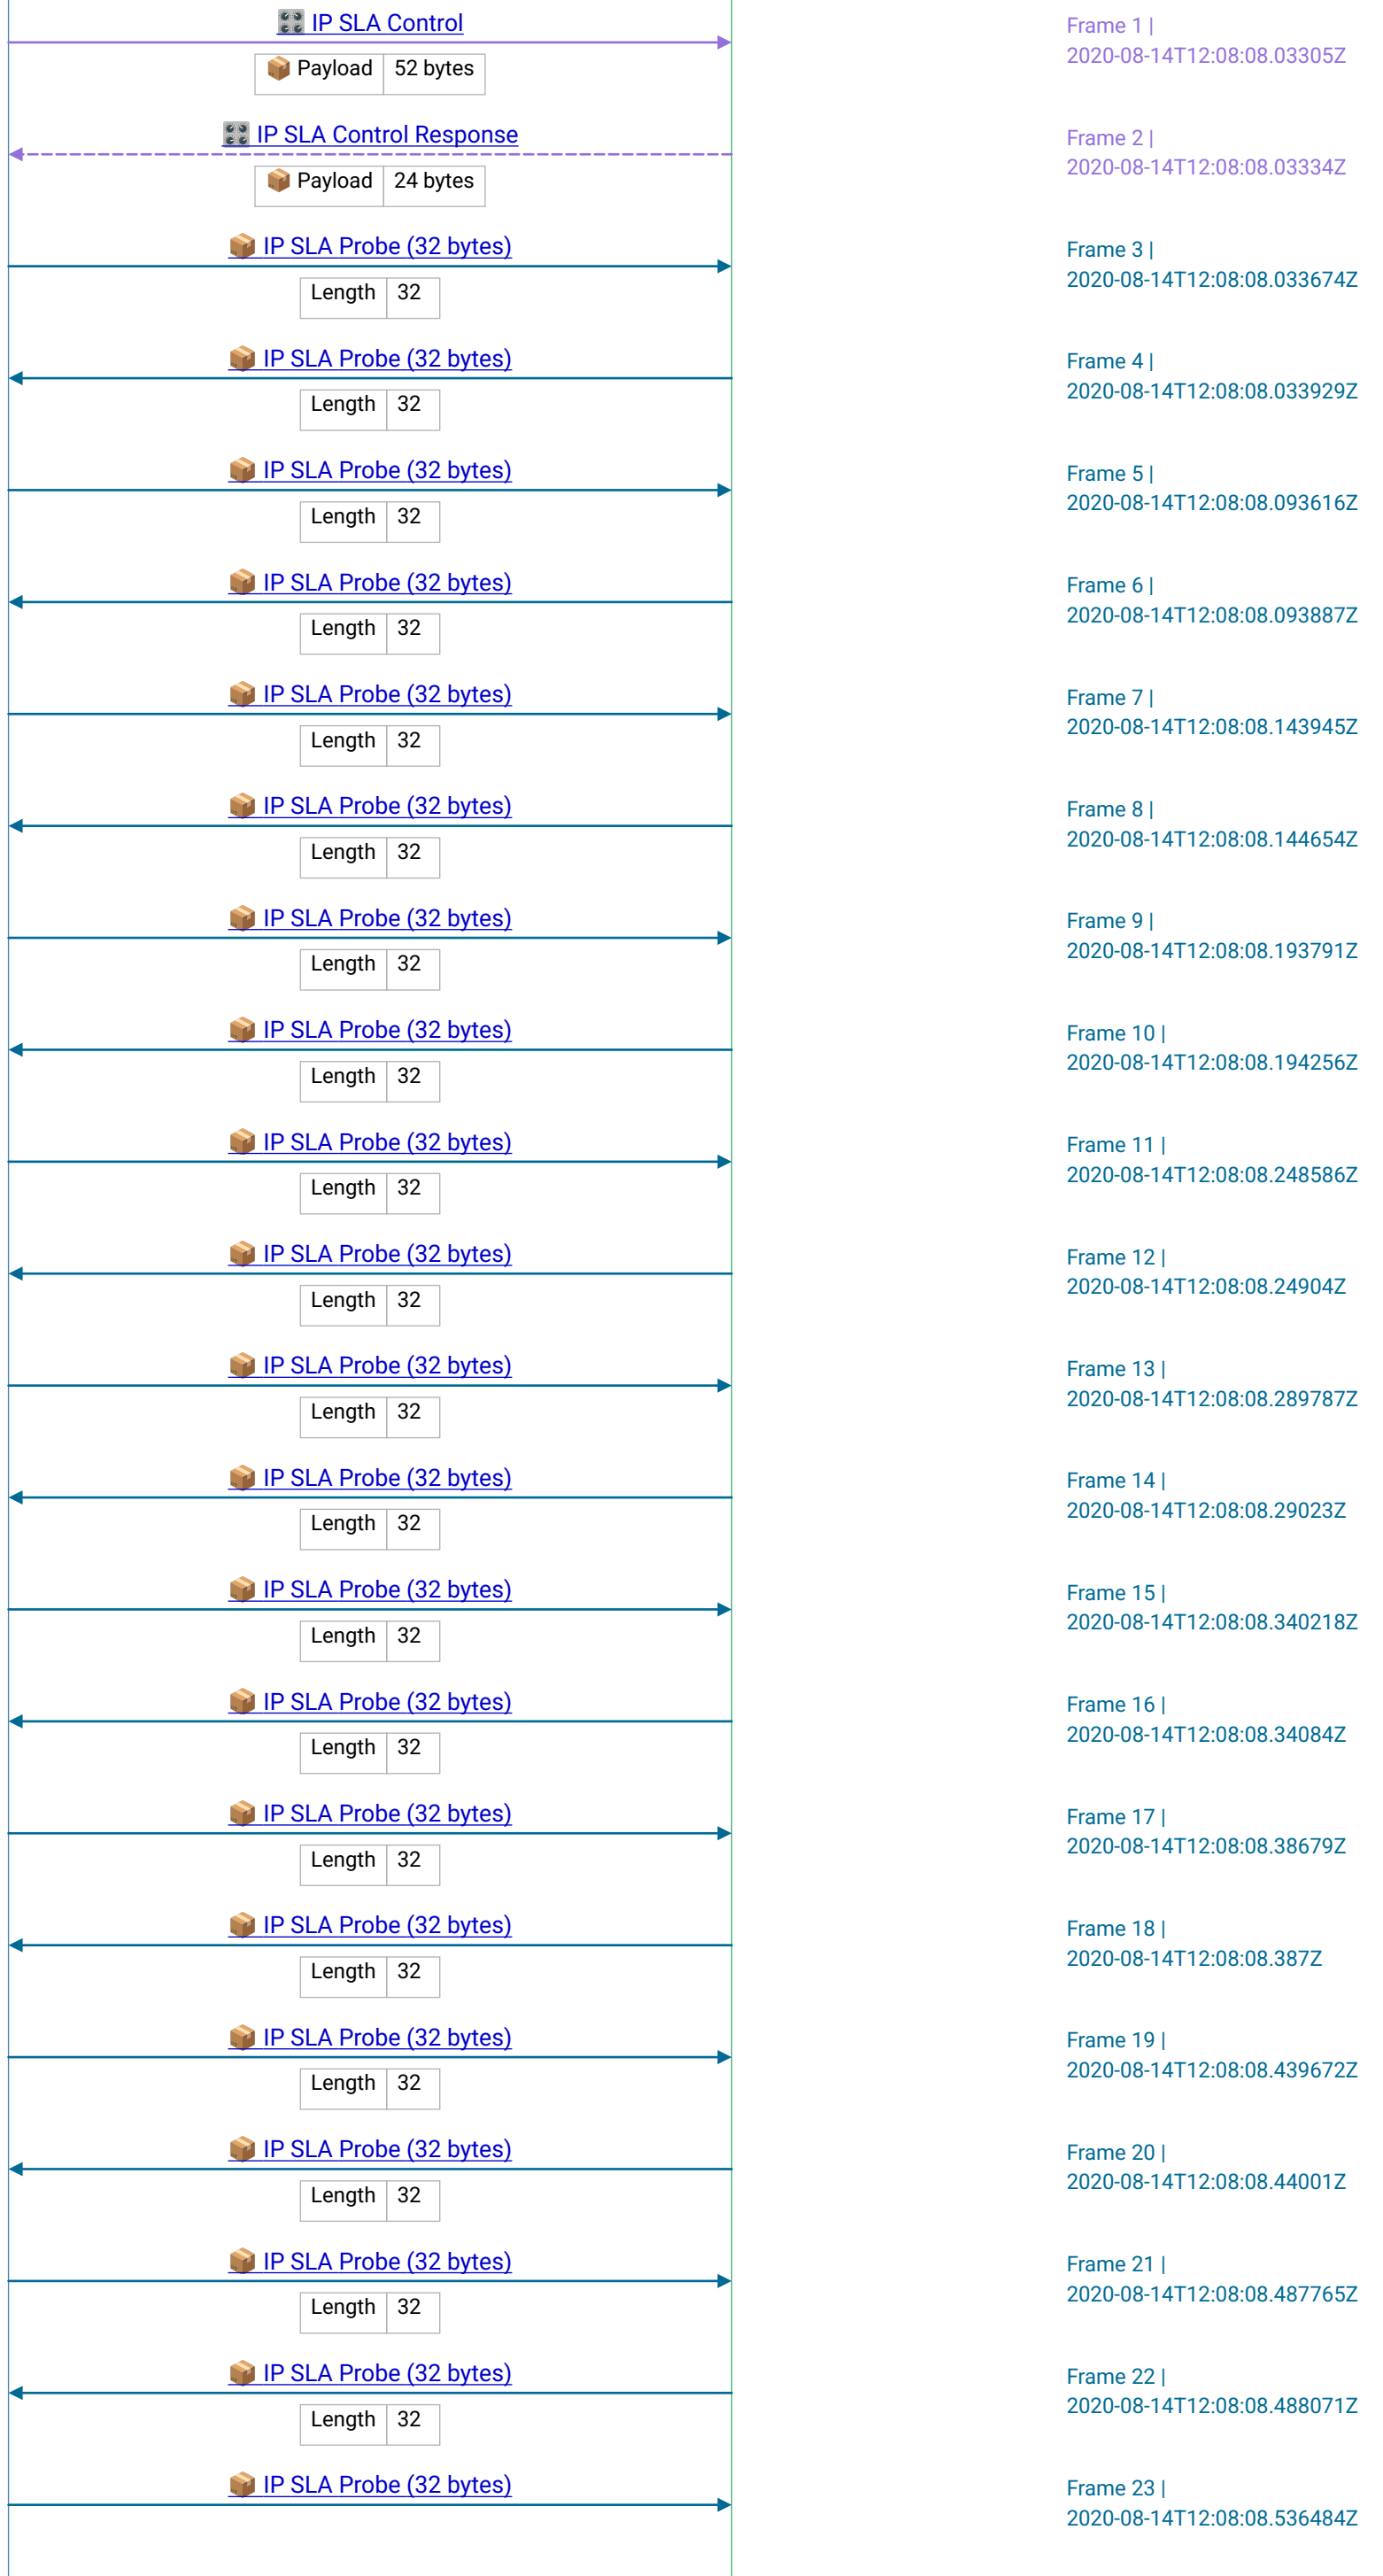 IP SLA Control
Frame 1 |
2020-08-14T12:08:08.03305Z
Payload 52 bytes
IP SLA Control Response
Frame 2 |
2020-08-14T12:08:08.03334Z
Payload 24 bytes
IP SLA Probe (32 bytes)
Frame 3 |
2020-08-14T12:08:08.033674Z
Length 32
IP SLA Probe (32 bytes)
Frame 4 |
2020-08-14T12:08:08.033929Z
Length 32
IP SLA Probe (32 bytes)
Frame 5 |
2020-08-14T12:08:08.093616Z
Length 32
IP SLA Probe (32 bytes)
Frame 6 |
2020-08-14T12:08:08.093887Z
Length 32
IP SLA Probe (32 bytes)
Frame 7 |
2020-08-14T12:08:08.143945Z
Length 32
IP SLA Probe (32 bytes)
Frame 8 |
2020-08-14T12:08:08.144654Z
Length 32
IP SLA Probe (32 bytes)
Frame 9 |
2020-08-14T12:08:08.193791Z
Length 32
IP SLA Probe (32 bytes)
Frame 10 |
2020-08-14T12:08:08.194256Z
Length 32
IP SLA Probe (32 bytes)
Frame 11 |
2020-08-14T12:08:08.248586Z
Length 32
IP SLA Probe (32 bytes)
Frame 12 |
2020-08-14T12:08:08.24904Z
Length 32
IP SLA Probe (32 bytes)
Frame 13 |
2020-08-14T12:08:08.289787Z
Length 32
IP SLA Probe (32 bytes)
Frame 14 |
2020-08-14T12:08:08.29023Z
Length 32
IP SLA Probe (32 bytes)
Frame 15 |
2020-08-14T12:08:08.340218Z
Length 32
IP SLA Probe (32 bytes)
Frame 16 |
2020-08-14T12:08:08.34084Z
Length 32
IP SLA Probe (32 bytes)
Frame 17 |
2020-08-14T12:08:08.38679Z
Length 32
IP SLA Probe (32 bytes)
Frame 18 |
2020-08-14T12:08:08.387Z
Length 32
IP SLA Probe (32 bytes)
Frame 19 |
2020-08-14T12:08:08.439672Z
Length 32
IP SLA Probe (32 bytes)
Frame 20 |
2020-08-14T12:08:08.44001Z
Length 32
IP SLA Probe (32 bytes)
Frame 21 |
2020-08-14T12:08:08.487765Z
Length 32
IP SLA Probe (32 bytes)
Frame 22 |
2020-08-14T12:08:08.488071Z
Length 32
IP SLA Probe (32 bytes)
Frame 23 |
2020-08-14T12:08:08.536484Z